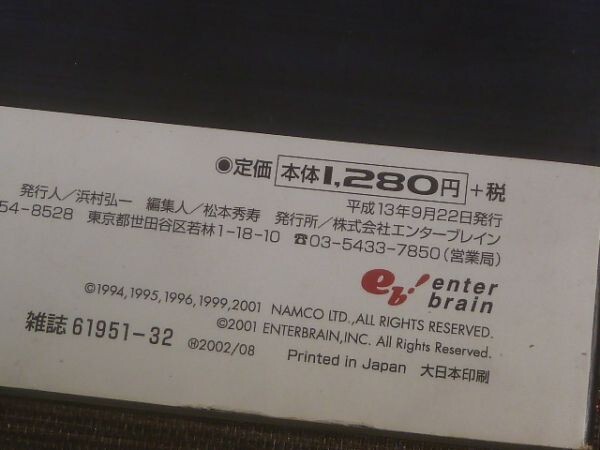 ●定価 本体1,280円 +税
平成13年9月22日発行
発行人/浜村弘一 編集人/松本秀寿 発行所/株式会社エンターブレイン
54-8528 東京都世田谷区若林1-18-10 ☎03-5433-7850(営業局)
eb! enter brain
©1994,1995,1996,1999,2001 NAMCO LTD.,ALL RIGHTS RESERVED.
©2001 ENTERBRAIN,INC. All Rights Reserved.
雑誌 61951-32 Ⓗ2002/08 Printed in Japan 大日本印刷